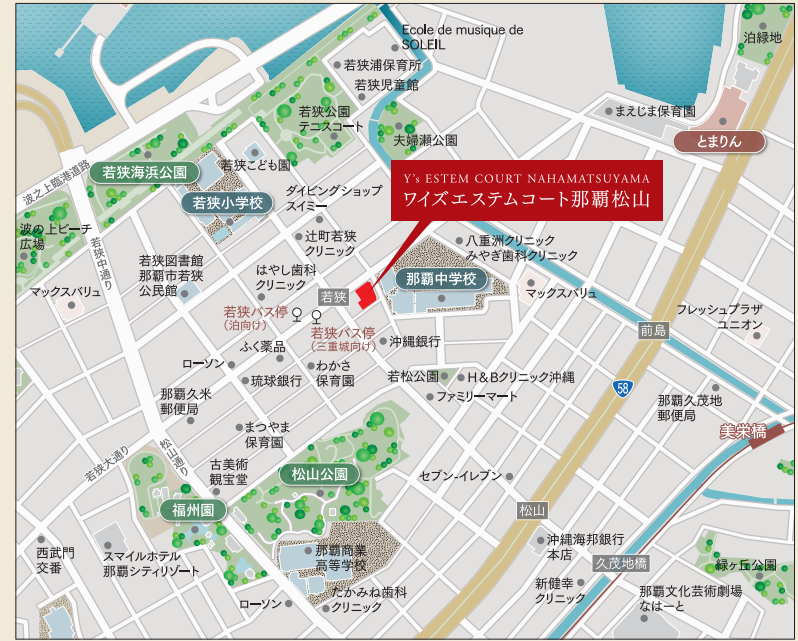 Ecole de musique de
SOLEIL
泊緑地
若狭浦保育所
若狭児童館
まえじま保育園
若狭公園
テニスコート
夫婦瀬公園
とまりん
若狭海浜公園
若狭こども園
波之上臨港道路
若狭小学校
ダイビングショップ
スイミー
Y's ESTEM COURT NAHAMATSUYAMA
ワイズエステムコート那覇松山
波の上ビーチ
広場
若狭中通り
辻町若狭
クリニック
八重洲クリニック
みやぎ歯科クリニック
若狭図書館
那覇市若狭
公民館
はやし歯科
クリニック
那覇中学校
マックスバリュ
若狭
マックスバリュ
若狭バス停
(泊向け)
若狭バス停
(三重城向け)
フレッシュプラザ
ユニオン
前島
ふく薬品
沖縄銀行
ローソン
わかさ
保育園
琉球銀行
若松公園
H&Bクリニック沖縄
58
那覇久米
郵便局
ファミリーマート
那覇久茂地
郵便局
まつやま
保育園
美栄橋
松山通り
若狭大通り
古美術
観宝堂
松山公園
セブン-イレブン
福州園
松山
西武門
交番
スマイルホテル
那覇シティリゾート
那覇商業
高等学校
沖縄海邦銀行
本店
久茂地橋
緑ヶ丘公園
新健幸
クリニック
ローソン
たかみね歯科
クリニック
那覇文化芸術劇場
なはーと